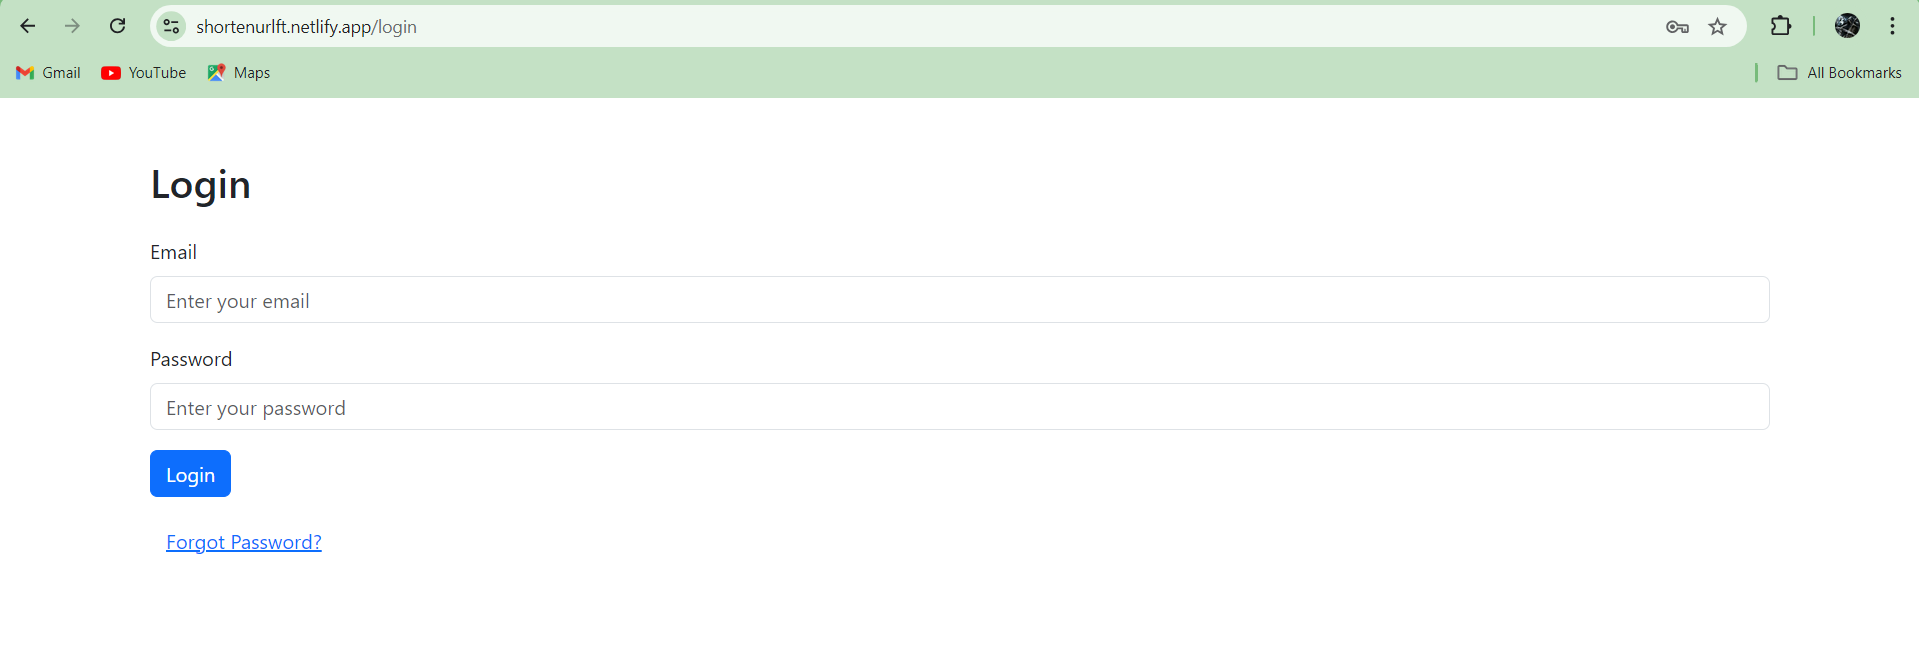 shortenurlft.netlify.app/login
Gmail YouTube Maps All Bookmarks
Login
Email
Enter your email
Password
Enter your password
Login
Forgot Password?